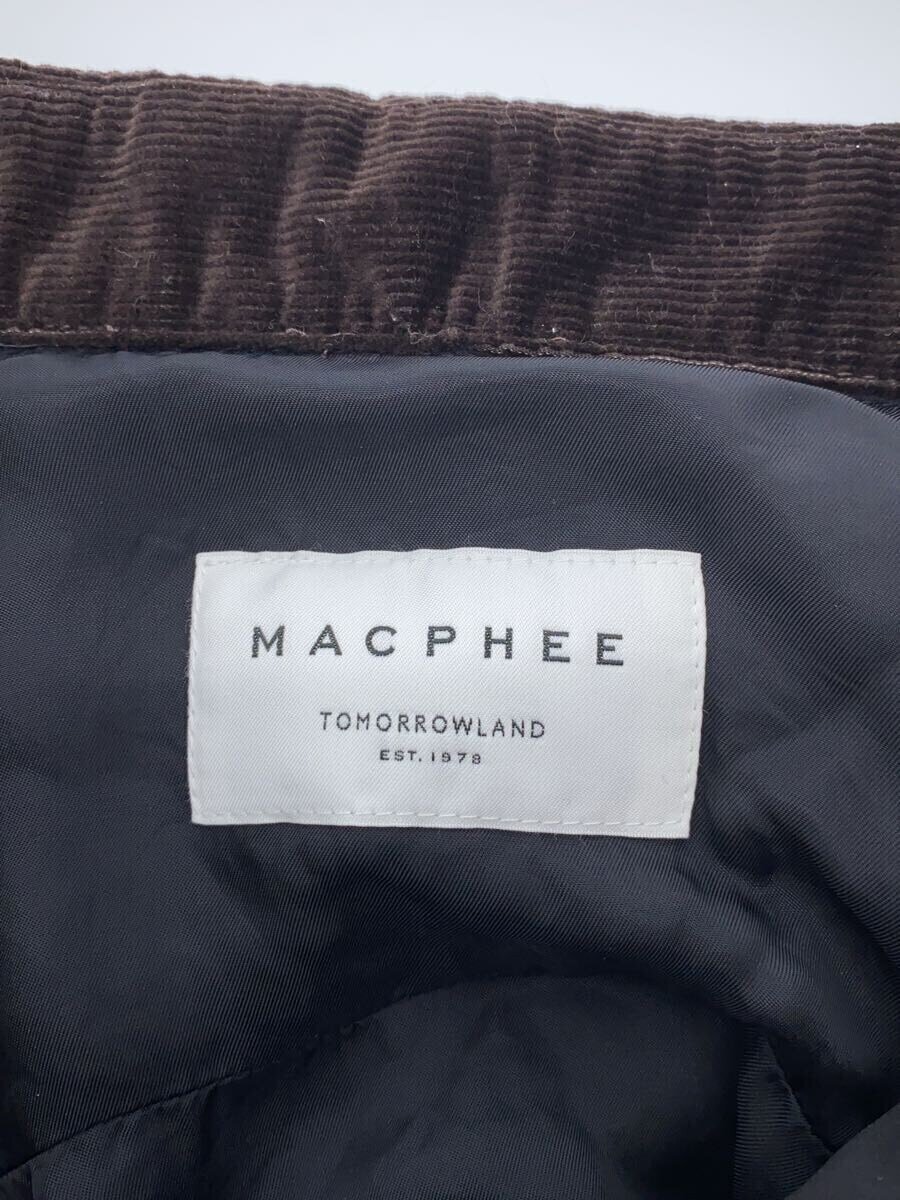 MACPHEE
TOMORROWLAND
EST. 1978